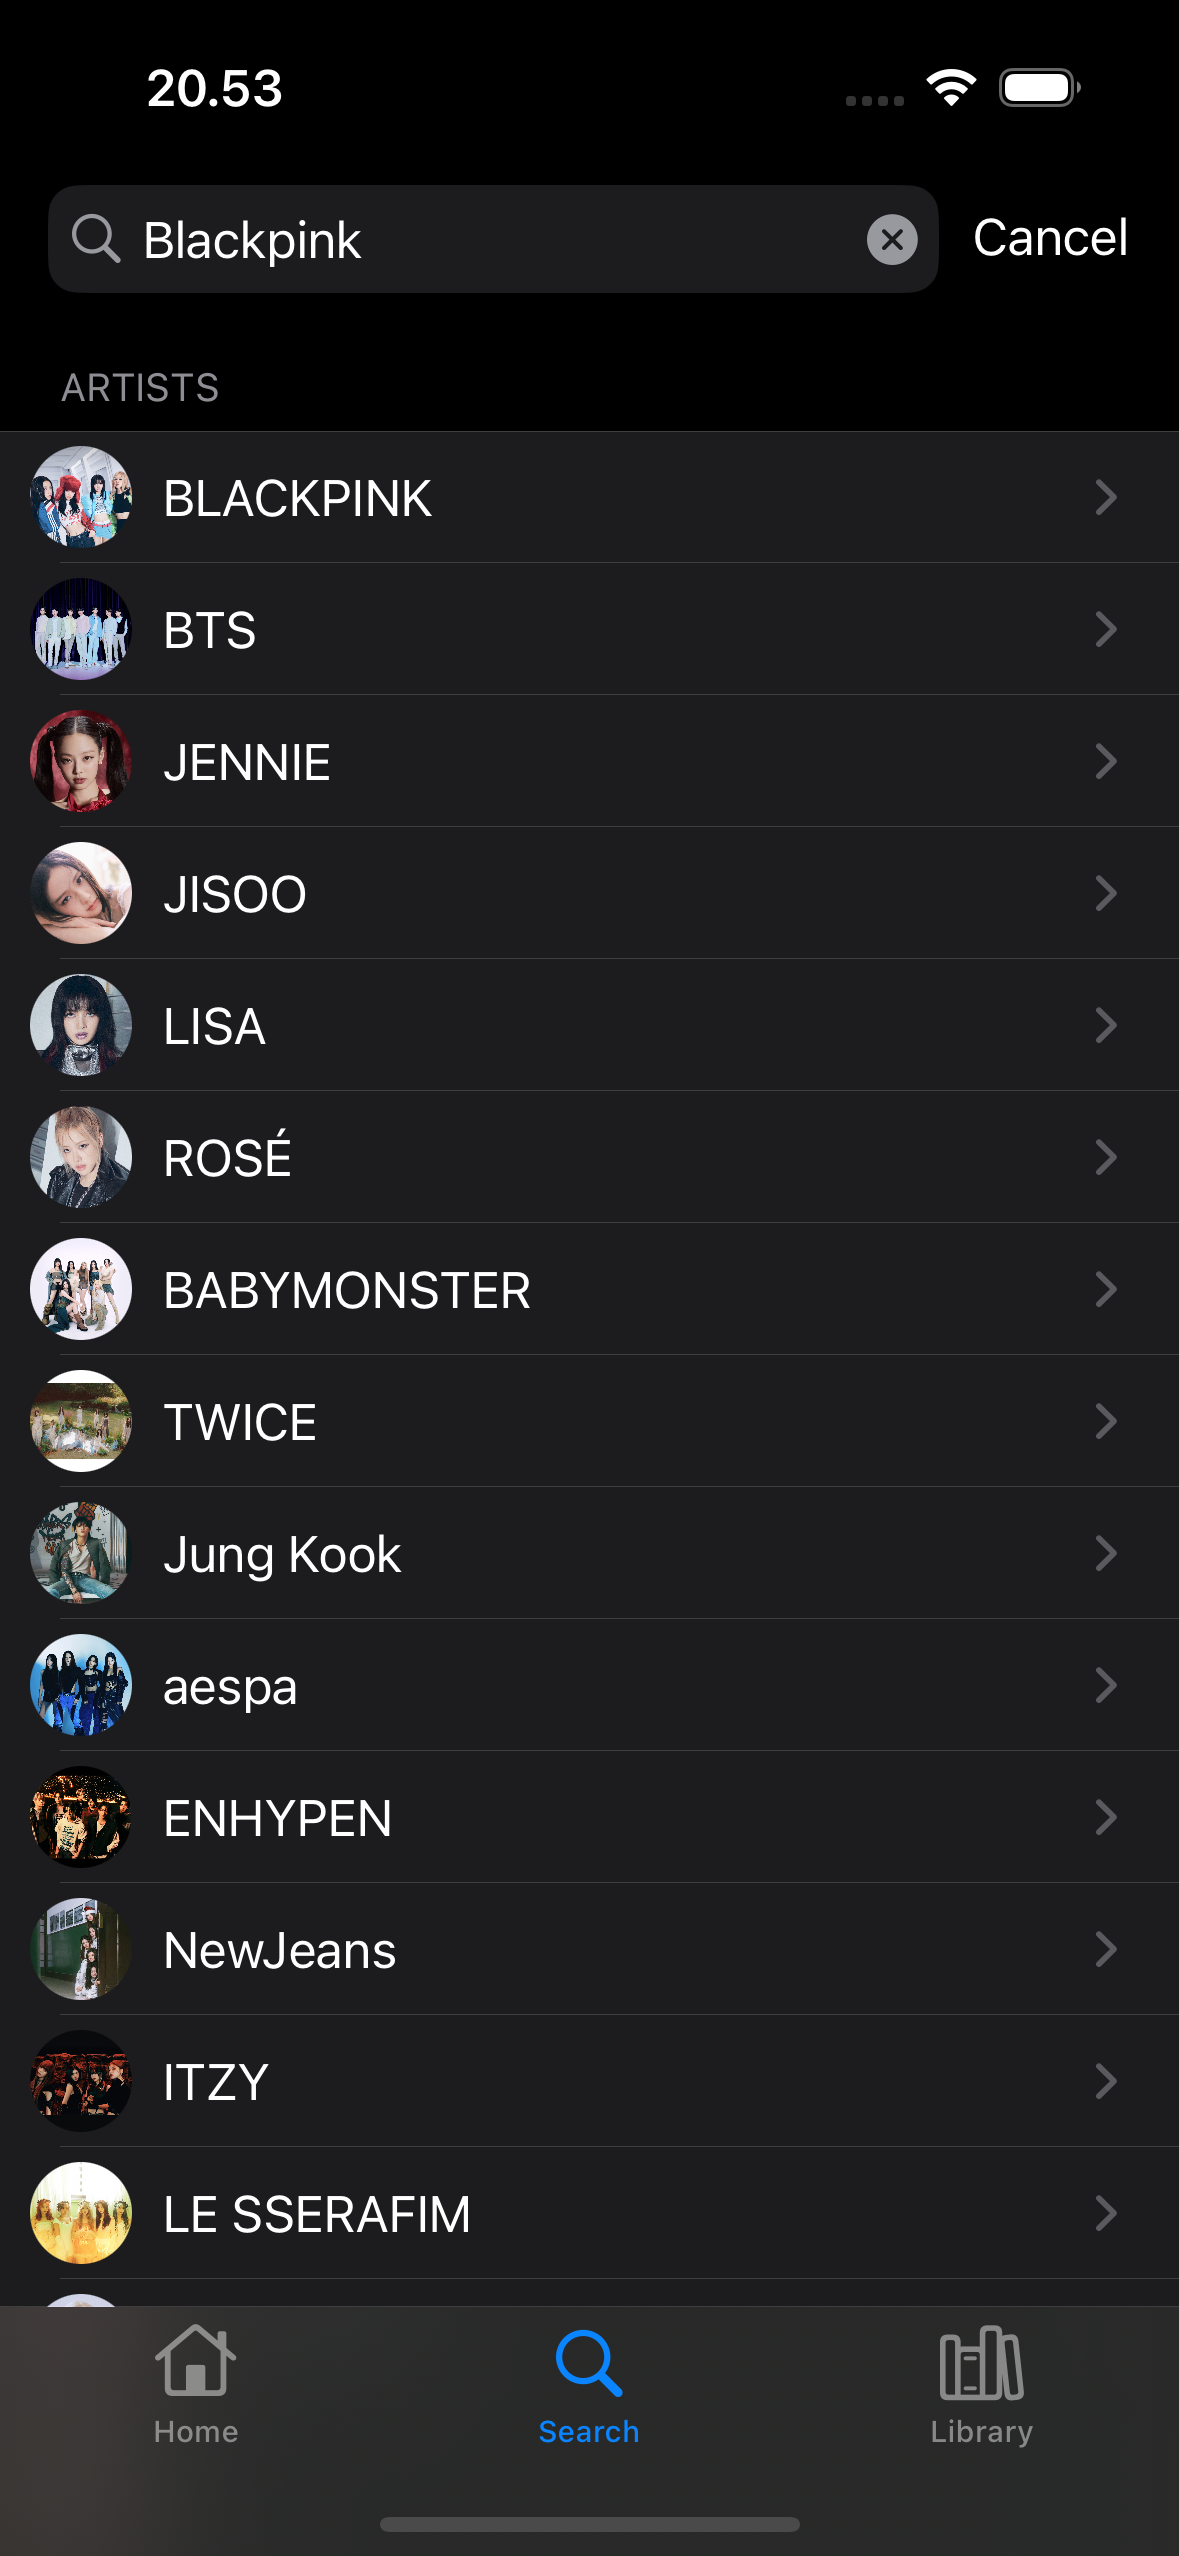 20.53
Blackpink
Cancel
ARTISTS
BLACKPINK
BTS
JENNIE
JISOO
LISA
ROSÉ
BABYMONSTER
TWICE
Jung Kook
aespa
ENHYPEN
NewJeans
ITZY
LE SSERAFIM
Home
Search
Library